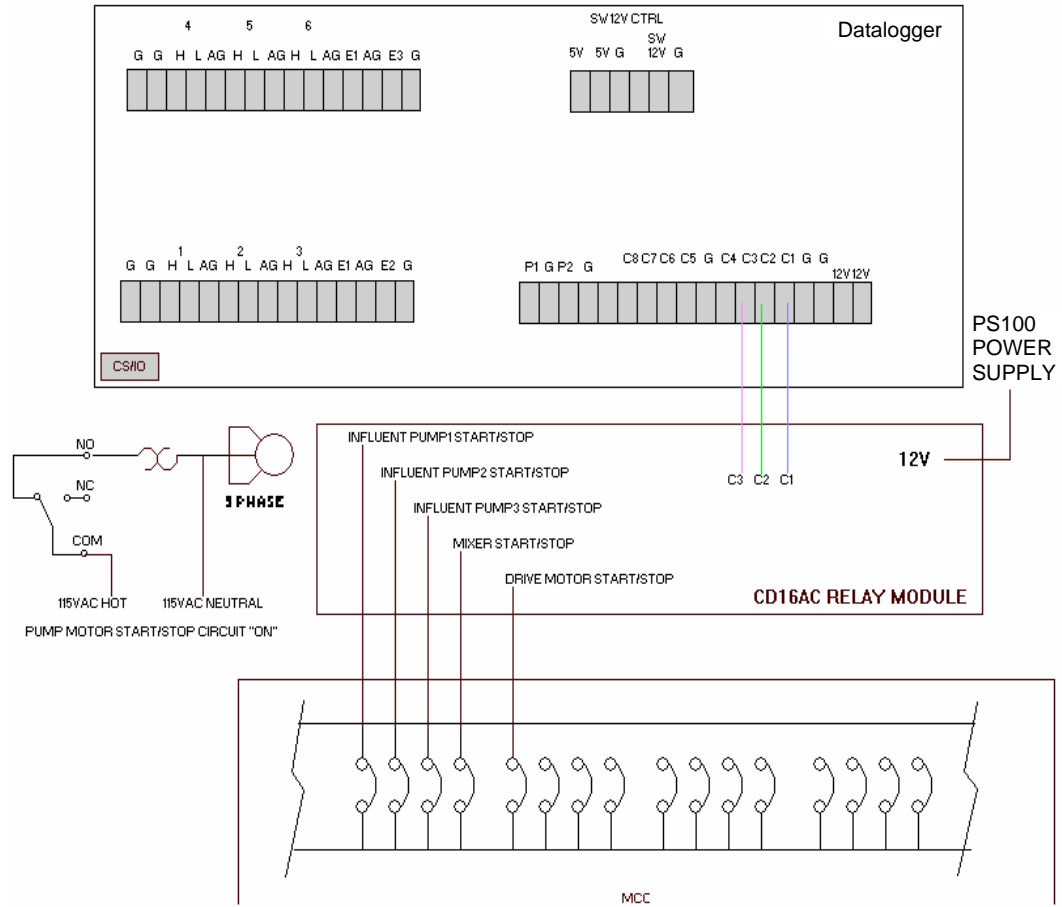 Datalogger
4 5 6
G G H L AG H L AG H L AG E1 AG E3 G
SW12V CTRL
SW
5V 5V G 12V G
1 2 3
G G H L AG H L AG H L AG E1 AG E2 G
P1 G P2 G C8 C7 C6 C5 G C4 C3 C2 C1 G G
12V 12V
CS/IO
PS100
POWER
SUPPLY
NO
NC
COM
3 PHASE
115VAC HOT 115VAC NEUTRAL
PUMP MOTOR START/STOP CIRCUIT "ON"
INFLUENT PUMP1 START/STOP
INFLUENT PUMP2 START/STOP
INFLUENT PUMP3 START/STOP
MIXER START/STOP
DRIVE MOTOR START/STOP
C3 C2 C1
12V
CD16AC RELAY MODULE
MCC